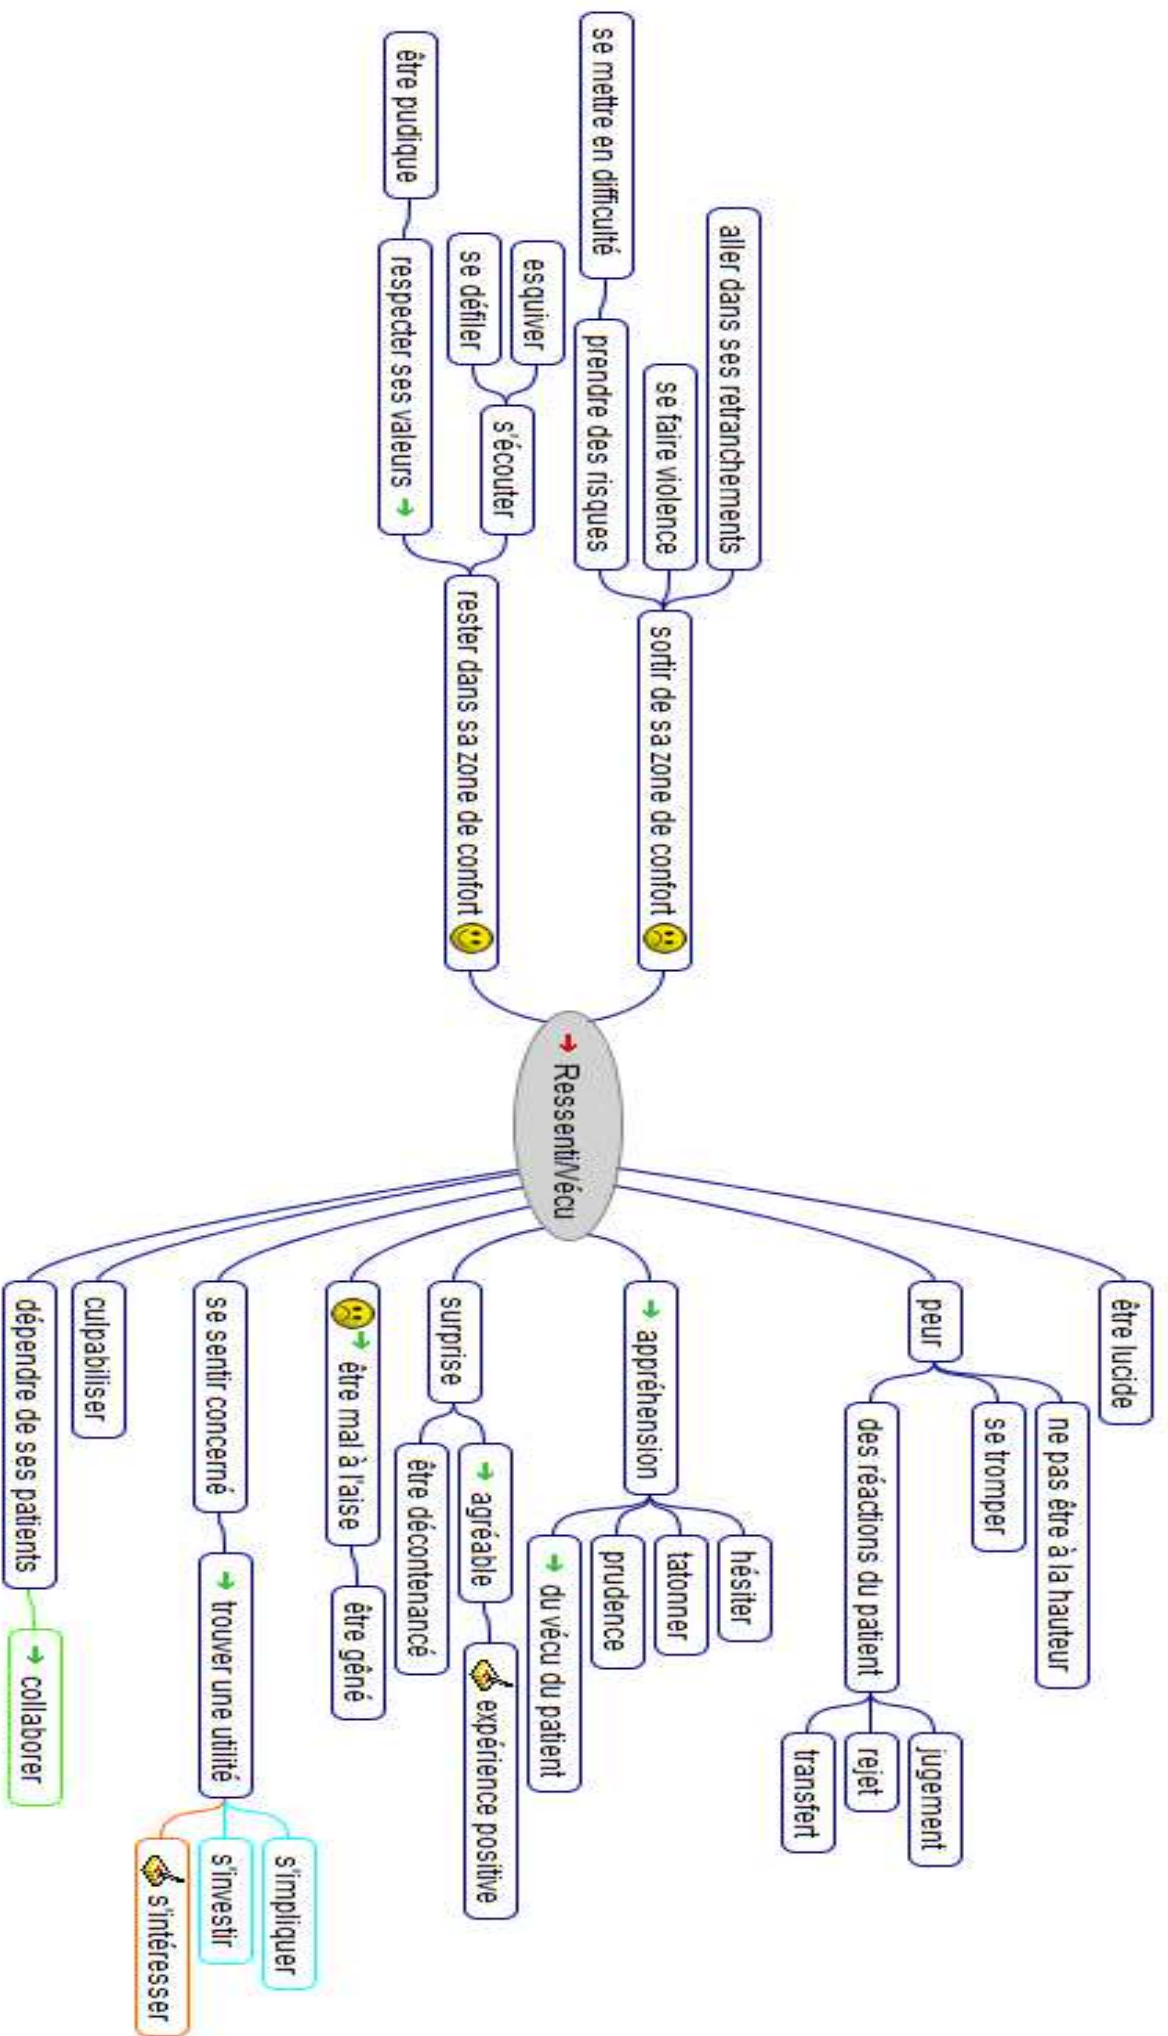 Ressenti/Vécu
sortir de sa zone de confort
aller dans ses retranchements
se faire violence
prendre des risques
se mettre en difficulté
rester dans sa zone de confort
s'écouter
esquiver
se défiler
respecter ses valeurs
être pudique
être lucide
peur
ne pas être à la hauteur
se tromper
des réactions du patient
jugement
rejet
transfert
appréhension
hésiter
tatonner
prudence
du vécu du patient
surprise
agréable
expérience positive
être décontenancé
être mal à l'aise
être gêné
se sentir concerné
trouver une utilité
s'impliquer
s'investir
s'intéresser
culpabiliser
dépendre de ses patients
collaborer